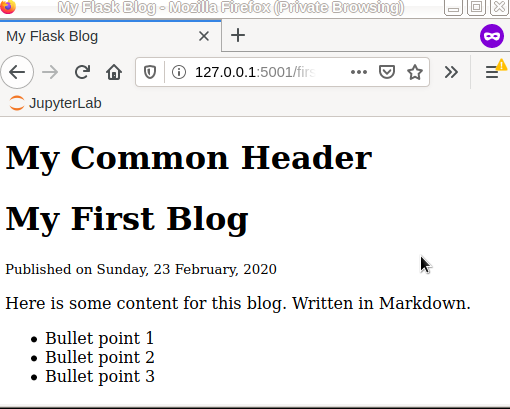 My Flask Blog - Mozilla Firefox (Private Browsing)
My Flask Blog
127.0.0.1:5001/firs
JupyterLab
My Common Header
My First Blog
Published on Sunday, 23 February, 2020
Here is some content for this blog. Written in Markdown.
Bullet point 1
Bullet point 2
Bullet point 3